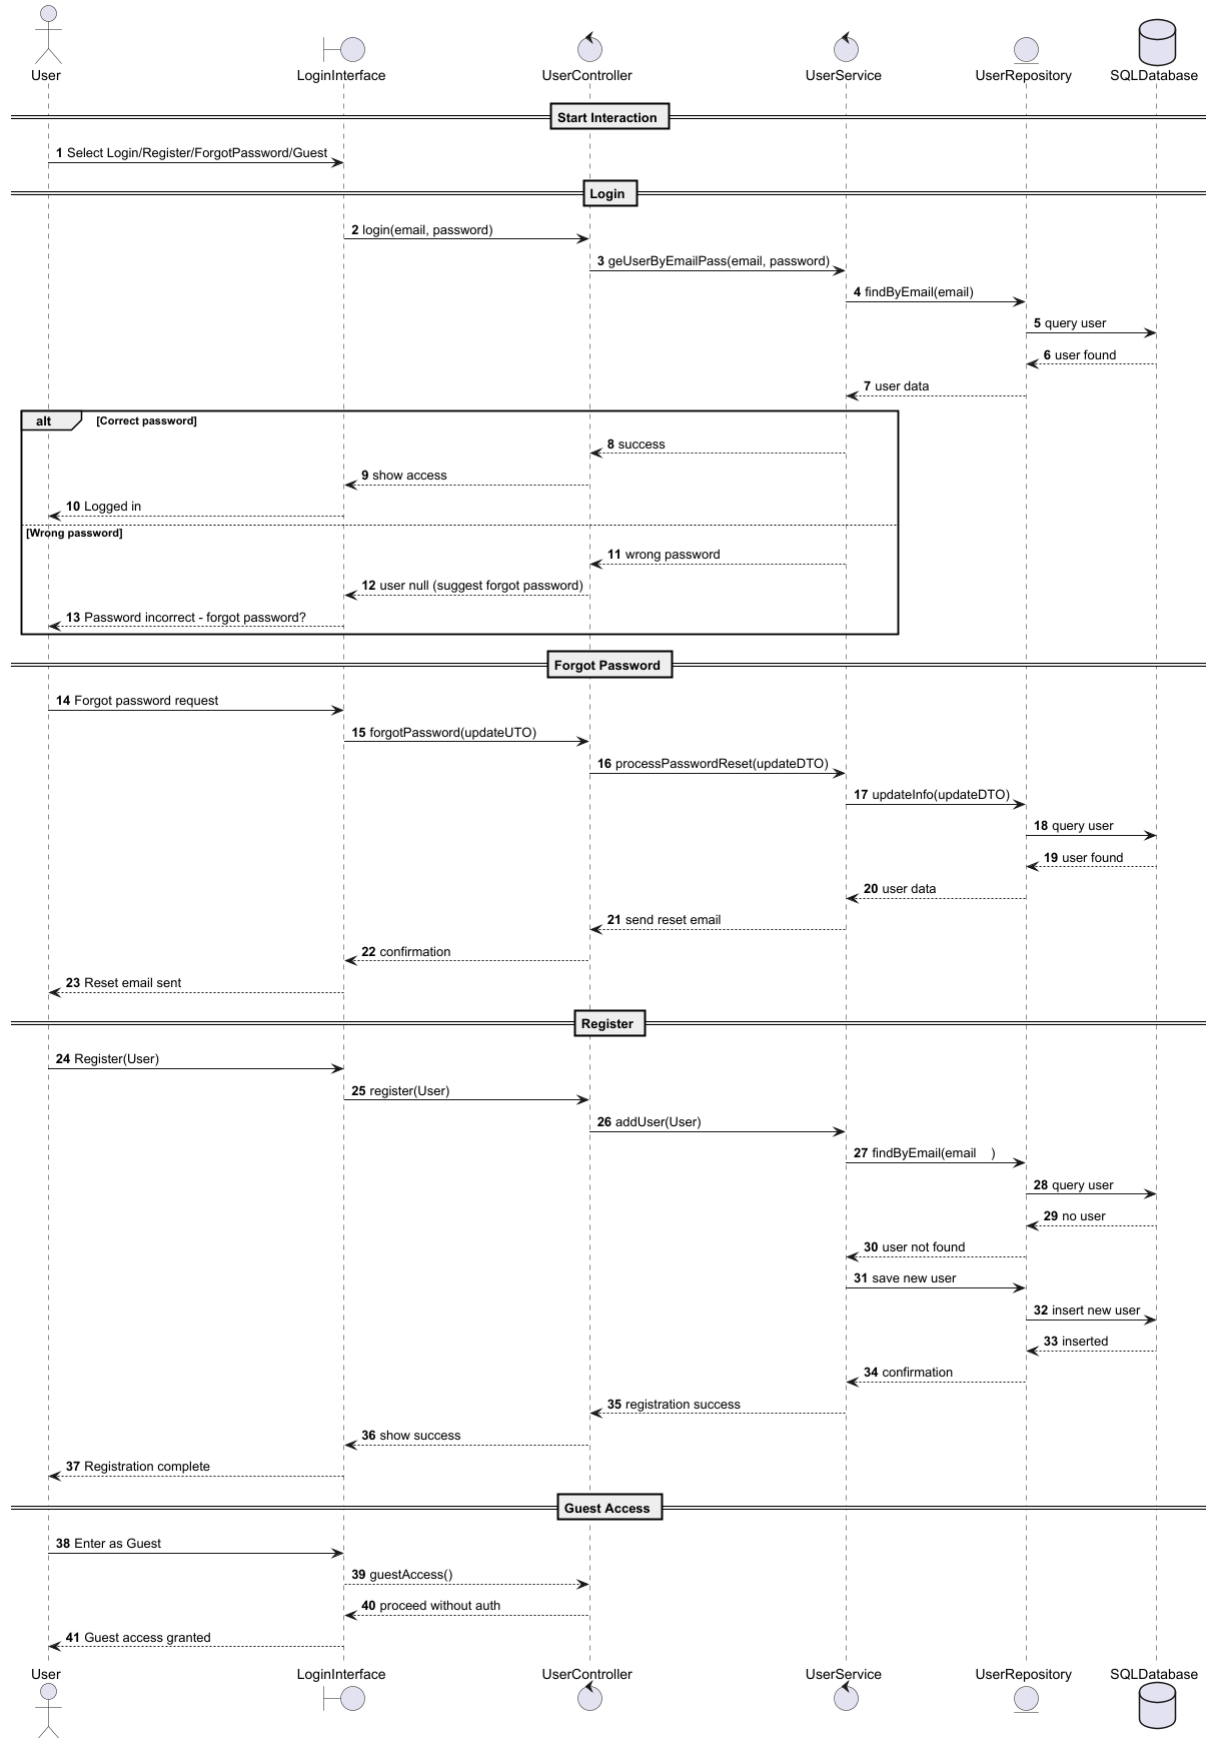 User LoginInterface UserController UserService UserRepository SQLDatabase
Start Interaction
1 Select Login/Register/ForgotPassword/Guest
Login
2 login(email, password)
3 geUserByEmailPass(email, password)
4 findByEmail(email)
5 query user
6 user found
7 user data
alt [Correct password]
8 success
9 show access
10 Logged in
[Wrong password]
11 wrong password
12 user null (suggest forgot password)
13 Password incorrect - forgot password?
Forgot Password
14 Forgot password request
15 forgotPassword(updateUTO)
16 processPasswordReset(updateDTO)
17 updateInfo(updateDTO)
18 query user
19 user found
20 user data
21 send reset email
22 confirmation
23 Reset email sent
Register
24 Register(User)
25 register(User)
26 addUser(User)
27 findByEmail(email )
28 query user
29 no user
30 user not found
31 save new user
32 insert new user
33 inserted
34 confirmation
35 registration success
36 show success
37 Registration complete
Guest Access
38 Enter as Guest
39 guestAccess()
40 proceed without auth
41 Guest access granted
User LoginInterface UserController UserService UserRepository SQLDatabase